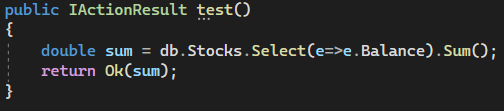 public IActionResult test()
{
    double sum = db.Stocks.Select(e=>e.Balance).Sum();
    return Ok(sum);
}